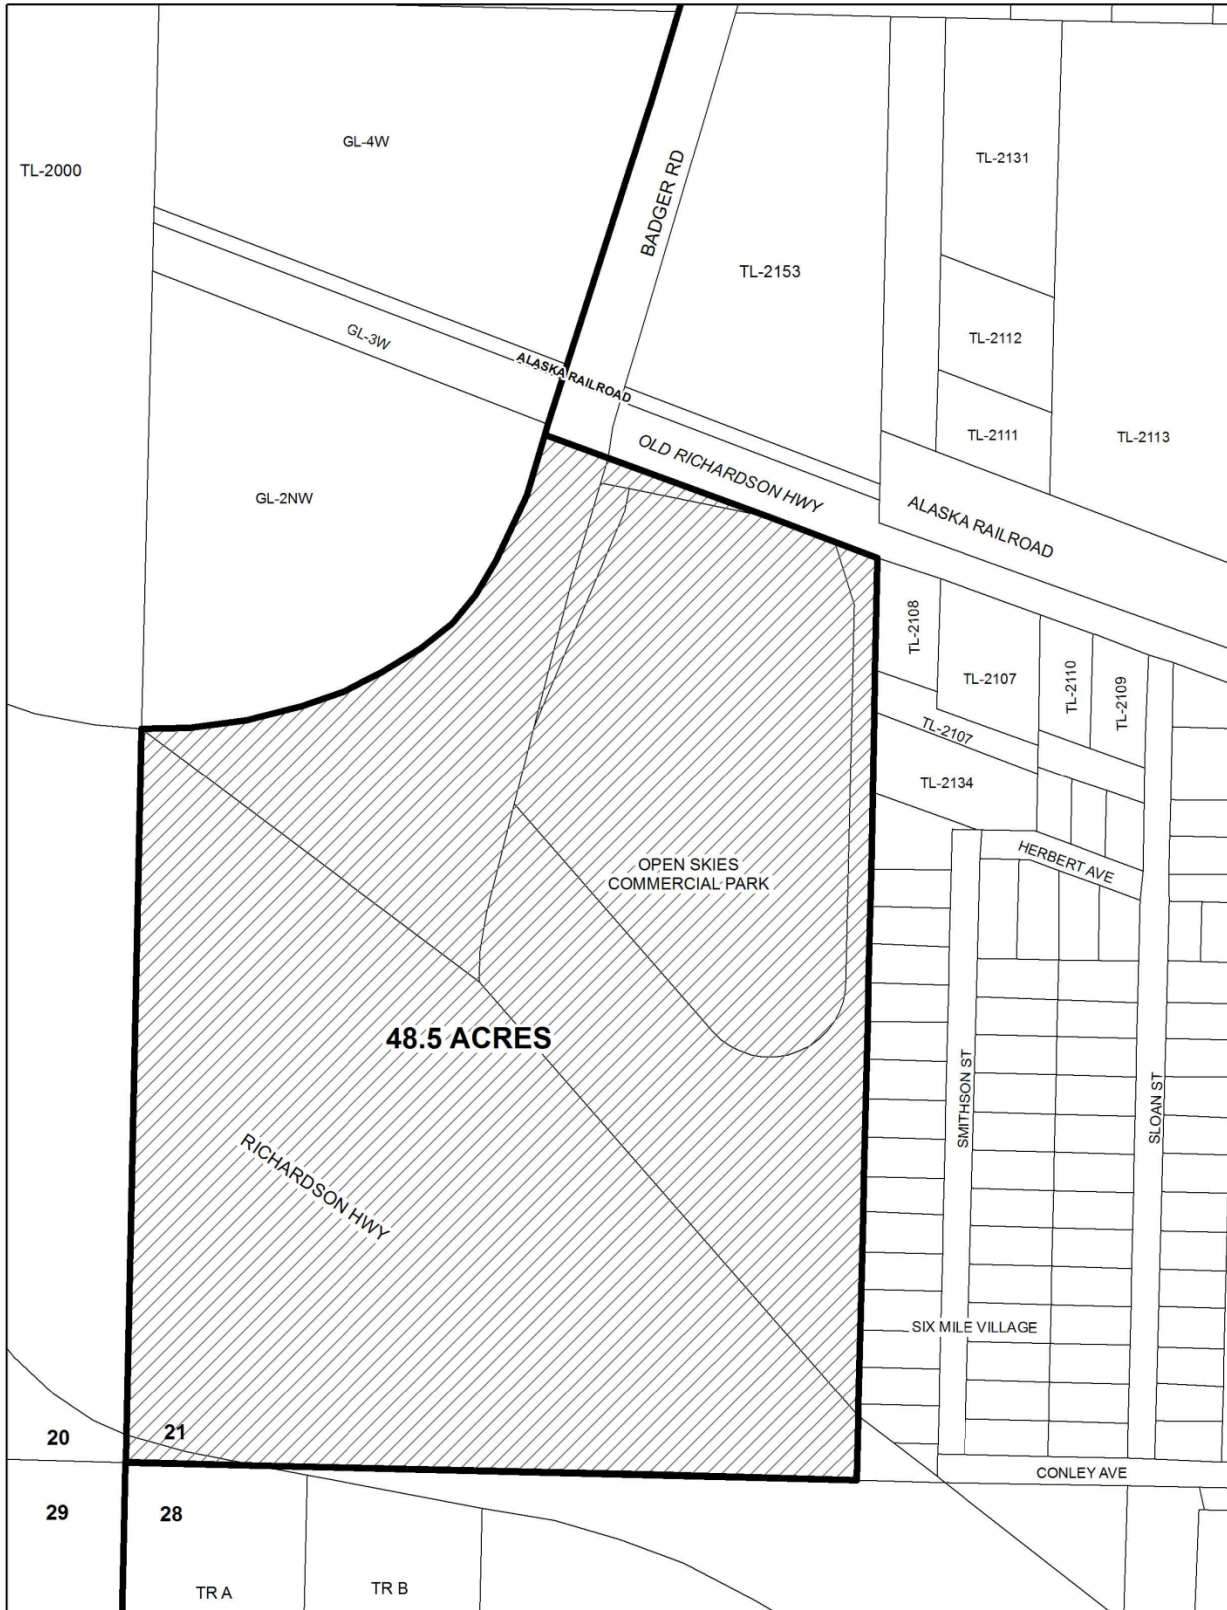 GL-4W
TL-2000
BADGER RD
TL-2131
TL-2153
GL-3W
ALASKA RAILROAD
TL-2112
OLD RICHARDSON HWY
TL-2111
TL-2113
GL-2NW
ALASKA RAILROAD
TL-2108
TL-2107
TL-2110
TL-2109
TL-2107
TL-2134
HERBERT AVE
OPEN SKIES
COMMERCIAL PARK
48.5 ACRES
SMITHSON ST
SLOAN ST
RICHARDSON HWY
SIX MILE VILLAGE
20
21
CONLEY AVE
29
28
TR A
TR B